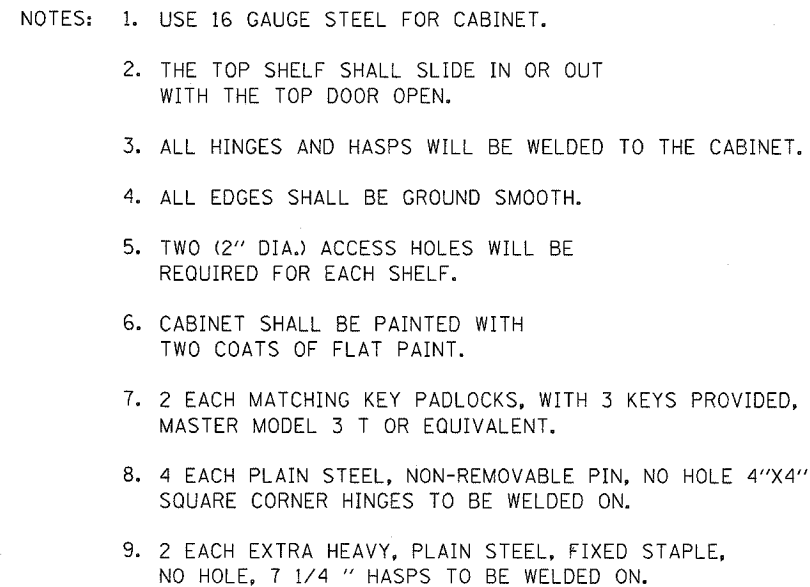 NOTES: 1. USE 16 GAUGE STEEL FOR CABINET.
2. THE TOP SHELF SHALL SLIDE IN OR OUT
WITH THE TOP DOOR OPEN.
3. ALL HINGES AND HASPS WILL BE WELDED TO THE CABINET.
4. ALL EDGES SHALL BE GROUND SMOOTH.
5. TWO (2" DIA.) ACCESS HOLES WILL BE
REQUIRED FOR EACH SHELF.
6. CABINET SHALL BE PAINTED WITH
TWO COATS OF FLAT PAINT.
7. 2 EACH MATCHING KEY PADLOCKS, WITH 3 KEYS PROVIDED,
MASTER MODEL 3 T OR EQUIVALENT.
8. 4 EACH PLAIN STEEL, NON-REMOVABLE PIN, NO HOLE 4"X4"
SQUARE CORNER HINGES TO BE WELDED ON.
9. 2 EACH EXTRA HEAVY, PLAIN STEEL, FIXED STAPLE,
NO HOLE, 7 1/4 " HASPS TO BE WELDED ON.